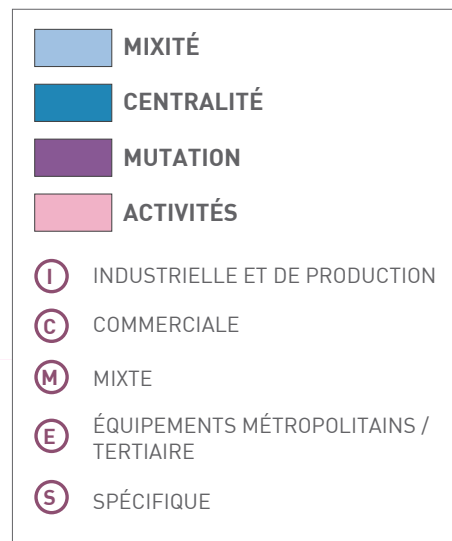 MIXITÉ
CENTRALITÉ
MUTATION
ACTIVITÉS
I INDUSTRIELLE ET DE PRODUCTION
C COMMERCIALE
M MIXTE
E ÉQUIPEMENTS MÉTROPOLITAINS /
TERTIAIRE
S SPÉCIFIQUE